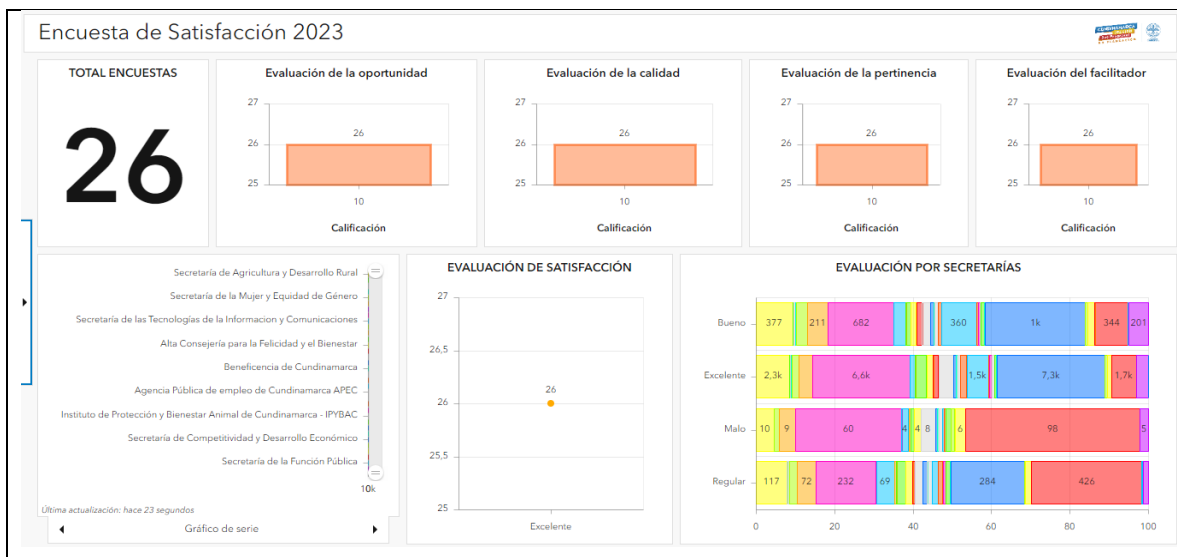 Encuesta de Satisfacción 2023
TOTAL ENCUESTAS
26
Evaluación de la oportunidad
27
26
25
26
10
Calificación
Evaluación de la calidad
27
26
25
26
10
Calificación
Evaluación de la pertinencia
27
26
25
26
10
Calificación
Evaluación del facilitador
27
26
25
26
10
Calificación
Secretaría de Agricultura y Desarrollo Rural
Secretaría de la Mujer y Equidad de Género
Secretaría de las Tecnologías de la Informacion y Comunicaciones
Alta Consejería para la Felicidad y el Bienestar
Beneficencia de Cundinamarca
Agencia Pública de empleo de Cundinamarca APEC
Instituto de Protección y Bienestar Animal de Cundinamarca - IPYBAC
Secretaría de Competitividad y Desarrollo Económico
Secretaría de la Función Pública
Última actualización: hace 23 segundos
Gráfico de serie
EVALUACIÓN DE SATISFACCIÓN
27
26,5
26
25,5
25
26
Excelente
EVALUACIÓN POR SECRETARÍAS
Bueno 377 211 682 360 1k 344 201
Excelente 2,3k 6,6k 1,5k 7,3k 1,7k
Malo 10 9 60 4 4 8 6 98 5
Regular 117 72 232 69 284 426
0 20 40 60 80 100